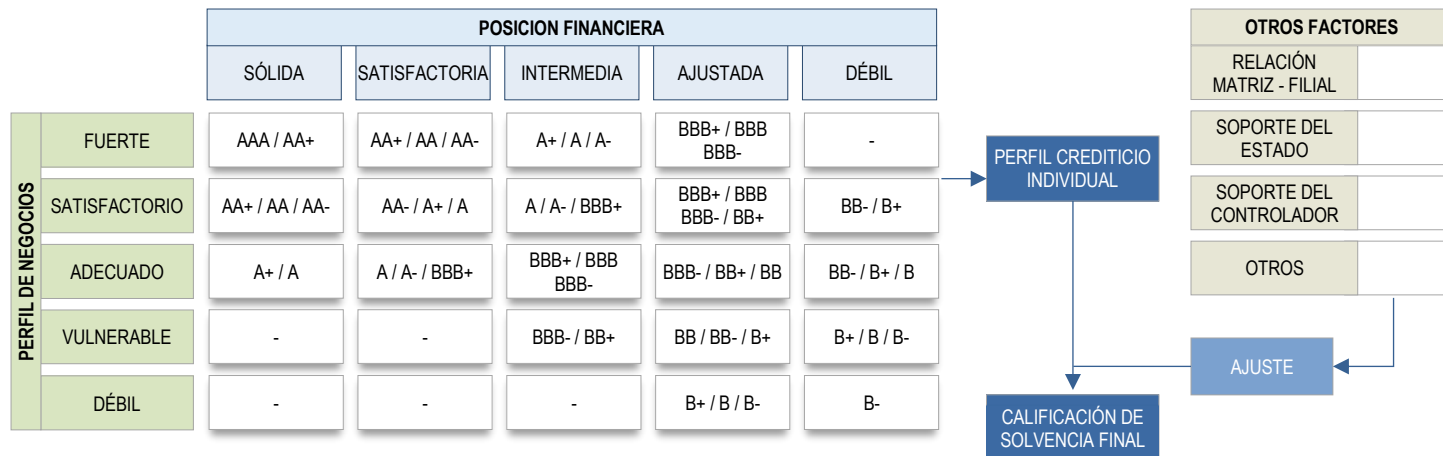 POSICION FINANCIERA
SÓLIDA
SATISFACTORIA
INTERMEDIA
AJUSTADA
DÉBIL
PERFIL DE NEGOCIOS
FUERTE
AAA / AA+
AA+ / AA / AA-
A+ / A / A-
BBB+ / BBB
BBB-
-
SATISFACTORIO
AA+ / AA / AA-
AA- / A+ / A
A / A- / BBB+
BBB+ / BBB
BBB- / BB+
BB- / B+
ADECUADO
A+ / A
A / A- / BBB+
BBB+ / BBB
BBB-
BBB- / BB+ / BB
BB- / B+ / B
VULNERABLE
-
-
BBB- / BB+
BB / BB- / B+
B+ / B / B-
DÉBIL
-
-
-
B+ / B / B-
B-
PERFIL CREDITICIO
INDIVIDUAL
OTROS FACTORES
RELACIÓN
MATRIZ - FILIAL
SOPORTE DEL
ESTADO
SOPORTE DEL
CONTROLADOR
OTROS
AJUSTE
CALIFICACIÓN DE
SOLVENCIA FINAL